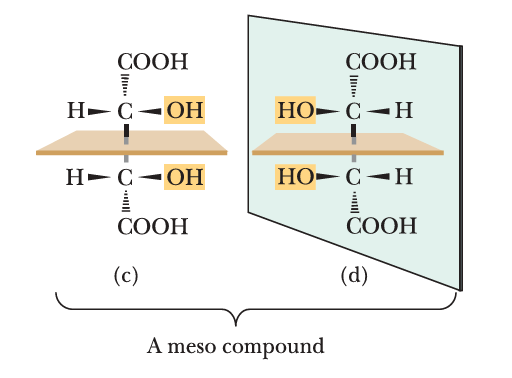 COOH COOH
H C OH HO C H
H C OH HO C H
COOH COOH
(c) (d)
A meso compound